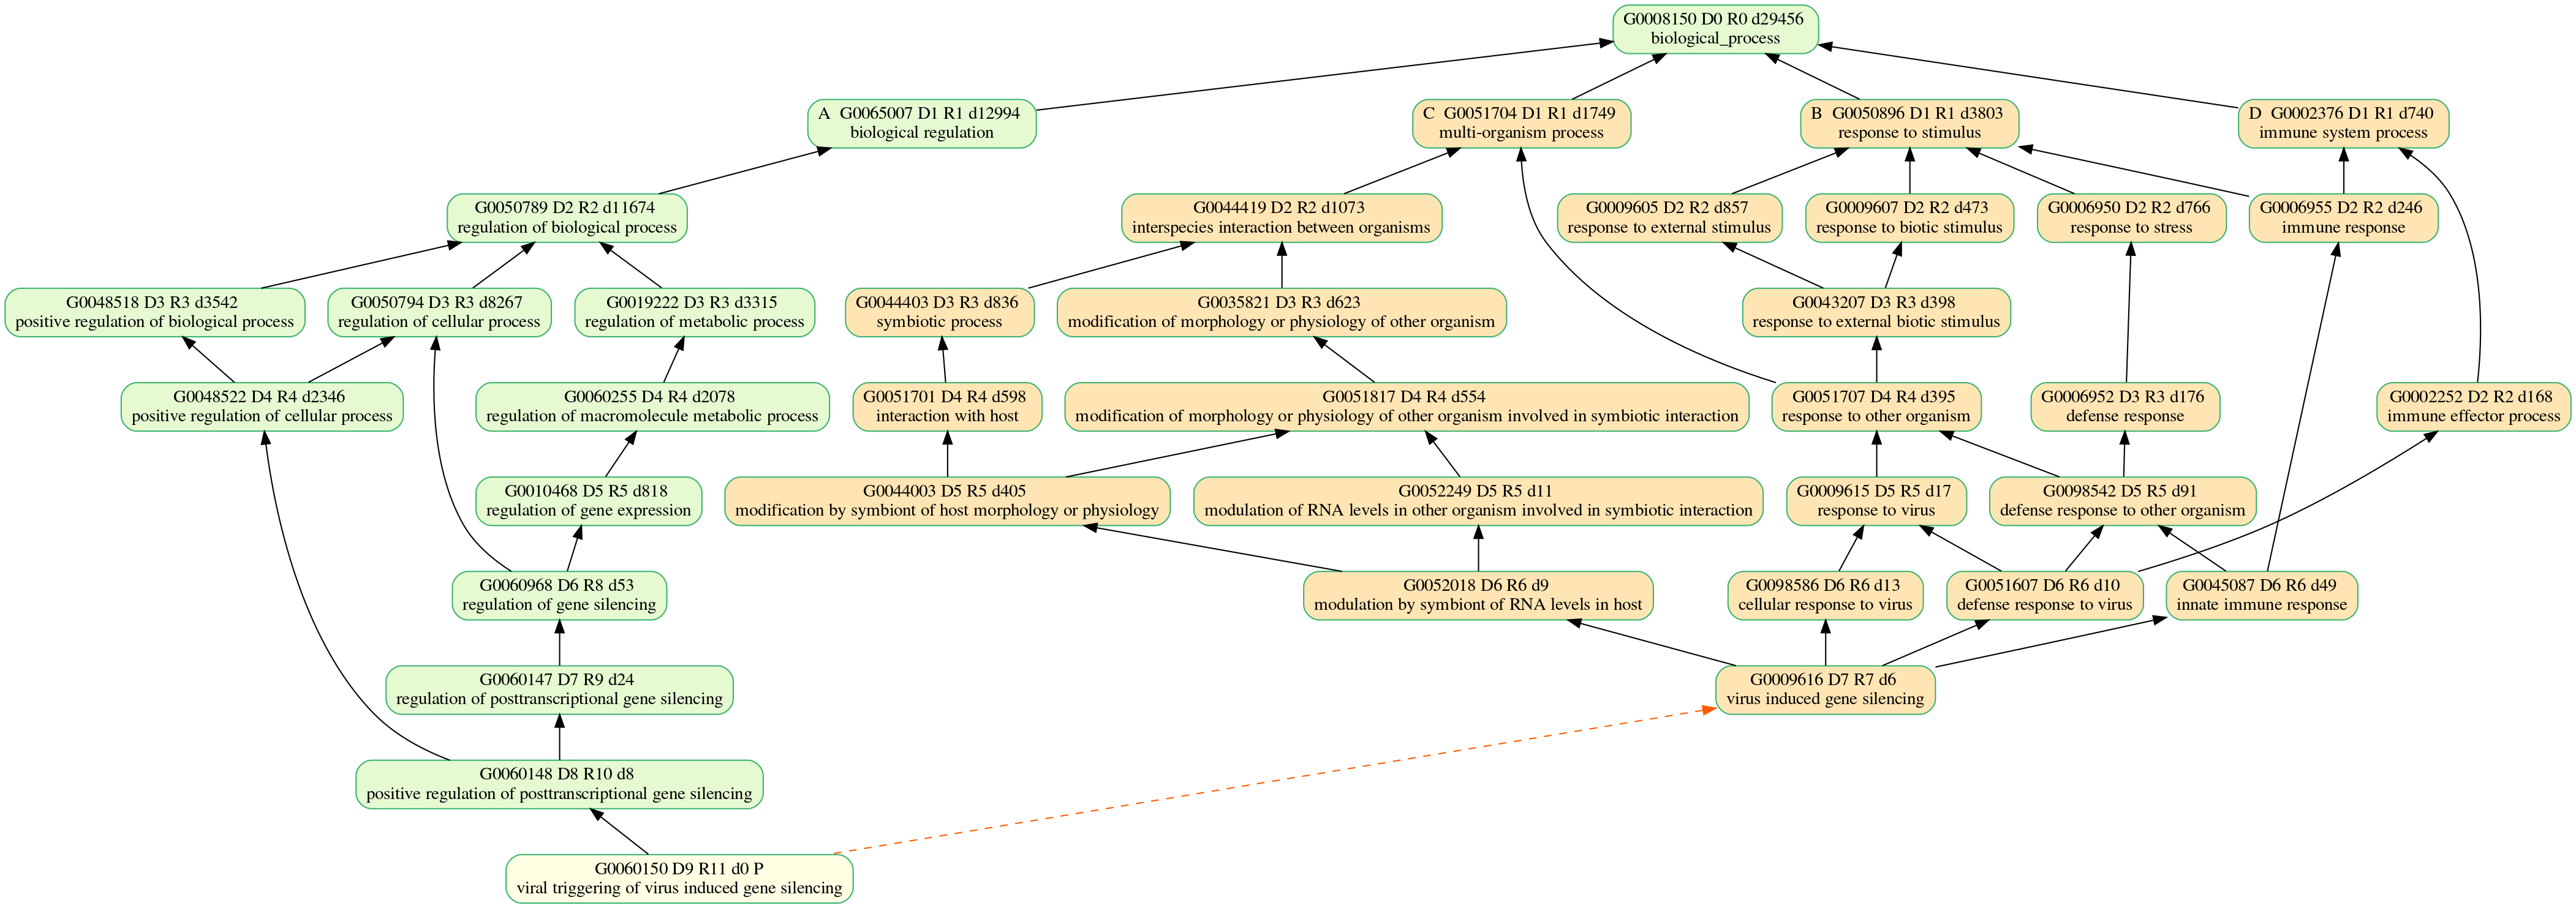 G0008150 D0 R0 d29456
biological_process
A G0065007 D1 R1 d12994
biological regulation
C G0051704 D1 R1 d1749
multi-organism process
B G0050896 D1 R1 d3803
response to stimulus
D G0002376 D1 R1 d740
immune system process
G0050789 D2 R2 d11674
regulation of biological process
G0044419 D2 R2 d1073
interspecies interaction between organisms
G0009605 D2 R2 d857
response to external stimulus
G0009607 D2 R2 d473
response to biotic stimulus
G0006950 D2 R2 d766
response to stress
G0006955 D2 R2 d246
immune response
G0048518 D3 R3 d3542
positive regulation of biological process
G0050794 D3 R3 d8267
regulation of cellular process
G0019222 D3 R3 d3315
regulation of metabolic process
G0044403 D3 R3 d836
symbiotic process
G0035821 D3 R3 d623
modification of morphology or physiology of other organism
G0043207 D3 R3 d398
response to external biotic stimulus
G0048522 D4 R4 d2346
positive regulation of cellular process
G0060255 D4 R4 d2078
regulation of macromolecule metabolic process
G0051701 D4 R4 d598
interaction with host
G0051817 D4 R4 d554
modification of morphology or physiology of other organism involved in symbiotic interaction
G0051707 D4 R4 d395
response to other organism
G0006952 D3 R3 d176
defense response
G0002252 D2 R2 d168
immune effector process
G0010468 D5 R5 d818
regulation of gene expression
G0044003 D5 R5 d405
modification by symbiont of host morphology or physiology
G0052249 D5 R5 d11
modulation of RNA levels in other organism involved in symbiotic interaction
G0009615 D5 R5 d17
response to virus
G0098542 D5 R5 d91
defense response to other organism
G0060968 D6 R8 d53
regulation of gene silencing
G0052018 D6 R6 d9
modulation by symbiont of RNA levels in host
G0098586 D6 R6 d13
cellular response to virus
G0051607 D6 R6 d10
defense response to virus
G0045087 D6 R6 d49
innate immune response
G0060147 D7 R9 d24
regulation of posttranscriptional gene silencing
G0009616 D7 R7 d6
virus induced gene silencing
G0060148 D8 R10 d8
positive regulation of posttranscriptional gene silencing
G0060150 D9 R11 d0 P
viral triggering of virus induced gene silencing